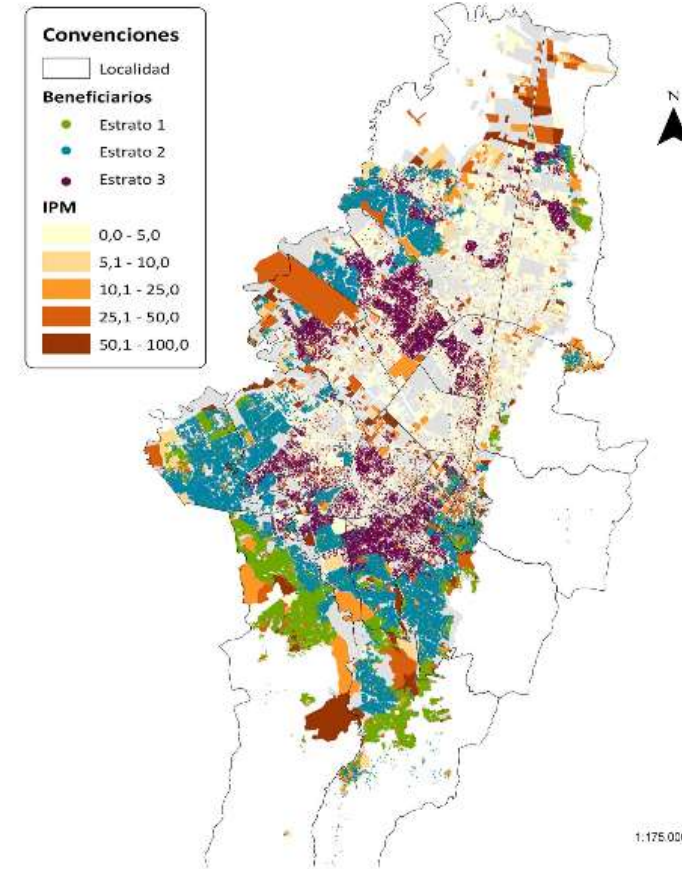 Convenciones
Localidad
Beneficiarios
Estrato 1
Estrato 2
Estrato 3
IPM
0,0 - 5,0
5,1 - 10,0
10,1 - 25,0
25,1 - 50,0
50,1 - 100,0
N
1:175.000